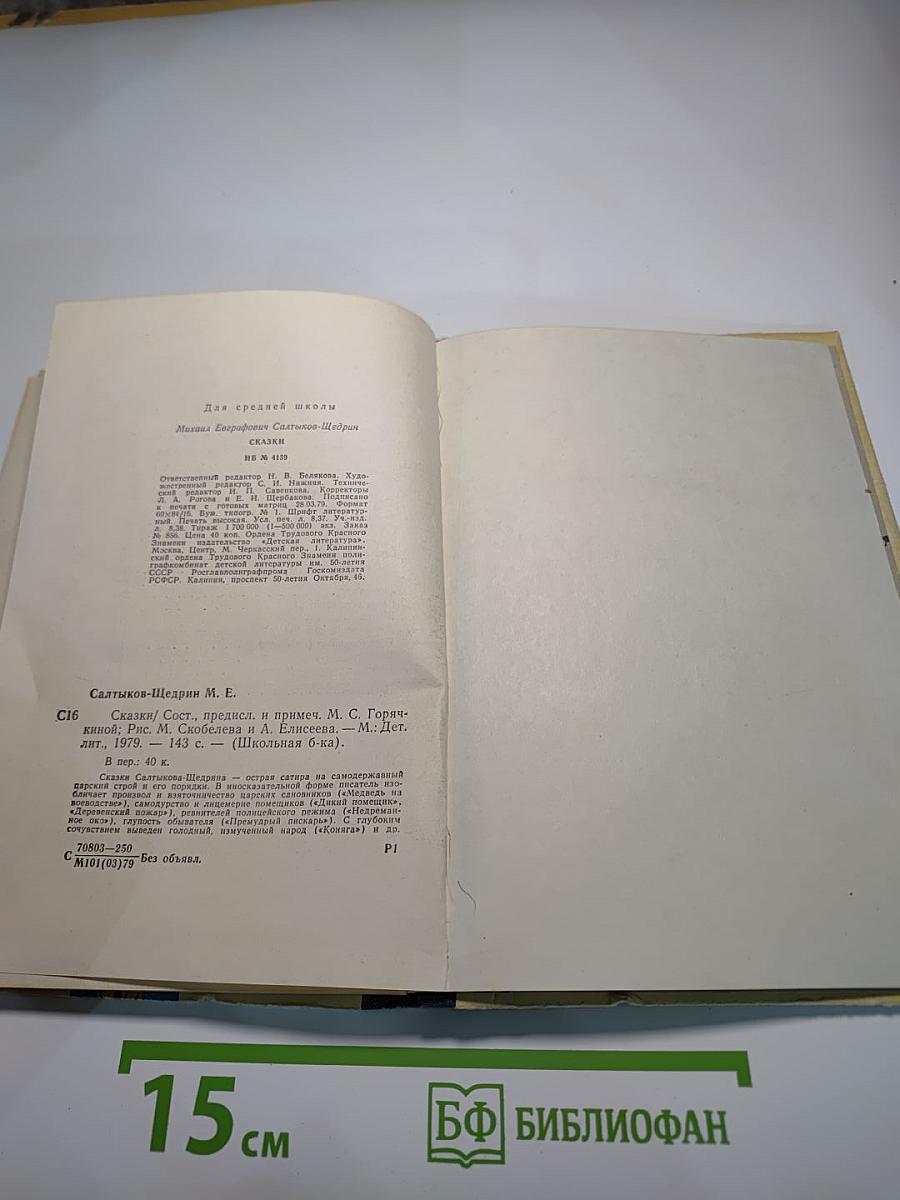 Для средней школы
Михаил Евграфович Салтыков-Щедрин
СКАЗКИ
ИБ № 4139
Ответственный редактор Н. В. Белякова. Худо-
жественный редактор С. И. Нижняя. Техниче-
ский редактор И. П. Савенкова. Корректоры
Л. А. Рогова и Е. Н. Щербакова. Подписано
к печати с готовых матриц 28 03.79. Формат
60×84/16. Бум. типогр. № 1. Шрифт литератур-
ный. Печать высокая. Усл. печ. л. 8,37. Уч.-изд.
л. 8,38. Тираж 1 700 000 (1—500 000) экз. Заказ
№ 856. Цена 40 коп. Ордена Трудового Красного
Знамени издательство «Детская литература».
Москва, Центр, М. Черкасский пер., 1. Калинин-
ский ордена Трудового Красного Знамени поли-
графкомбинат детской литературы им. 50-летия
СССР Росглавполиграфпрома Госкомиздата
РСФСР. Калинин, проспект 50-летия Октября, 46.
Салтыков-Щедрин М. Е.
С16 Сказки/ Сост., предисл. и примеч. М. С. Горяч-
киной; Рис. М. Скобелева и А. Елисеева. — М.: Дет.
лит., 1979. — 143 с. — (Школьная б-ка).
В пер.: 40 к.
Сказки Салтыкова-Щедрина — острая сатира на самодержавный
царский строй и его порядки. В иносказательной форме писатель изо-
бличает произвол и взяточничество царских сановников («Медведь на
воеводстве»), самодурство и лицемерие помещиков («Дикий помещик»,
«Деревенский пожар»), ревнителей полицейского режима («Недреман-
ное око»), глупость обывателя («Премудрый пискарь»). С глубоким
сочувствием выведен голодный, измученный народ («Коняга») и др.
С 70803—250 Без объявл. Р1
М101(03)79
15 см
БФ БИБЛИОФАН